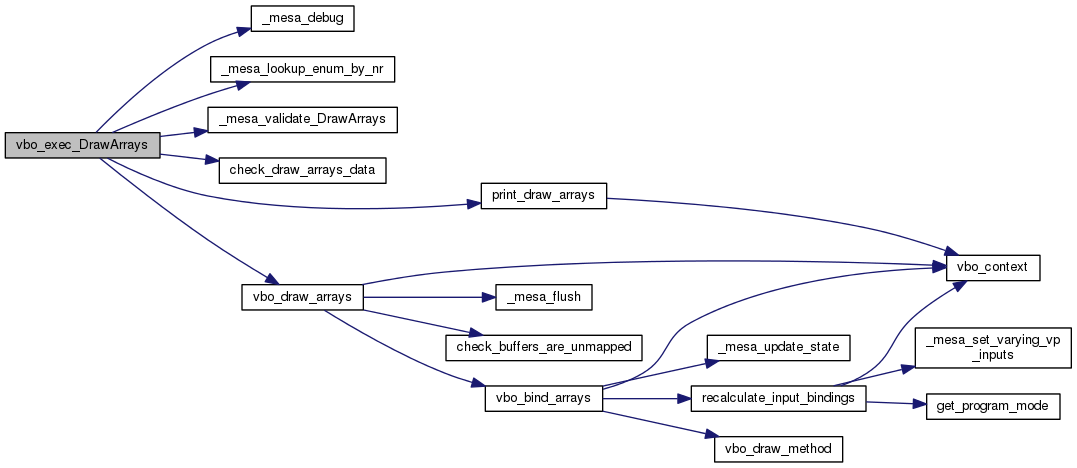 _mesa_debug
_mesa_lookup_enum_by_nr
_mesa_validate_DrawArrays
vbo_exec_DrawArrays
check_draw_arrays_data
print_draw_arrays
vbo_context
vbo_draw_arrays
_mesa_flush
check_buffers_are_unmapped
_mesa_update_state
_mesa_set_varying_vp
_inputs
vbo_bind_arrays
recalculate_input_bindings
get_program_mode
vbo_draw_method